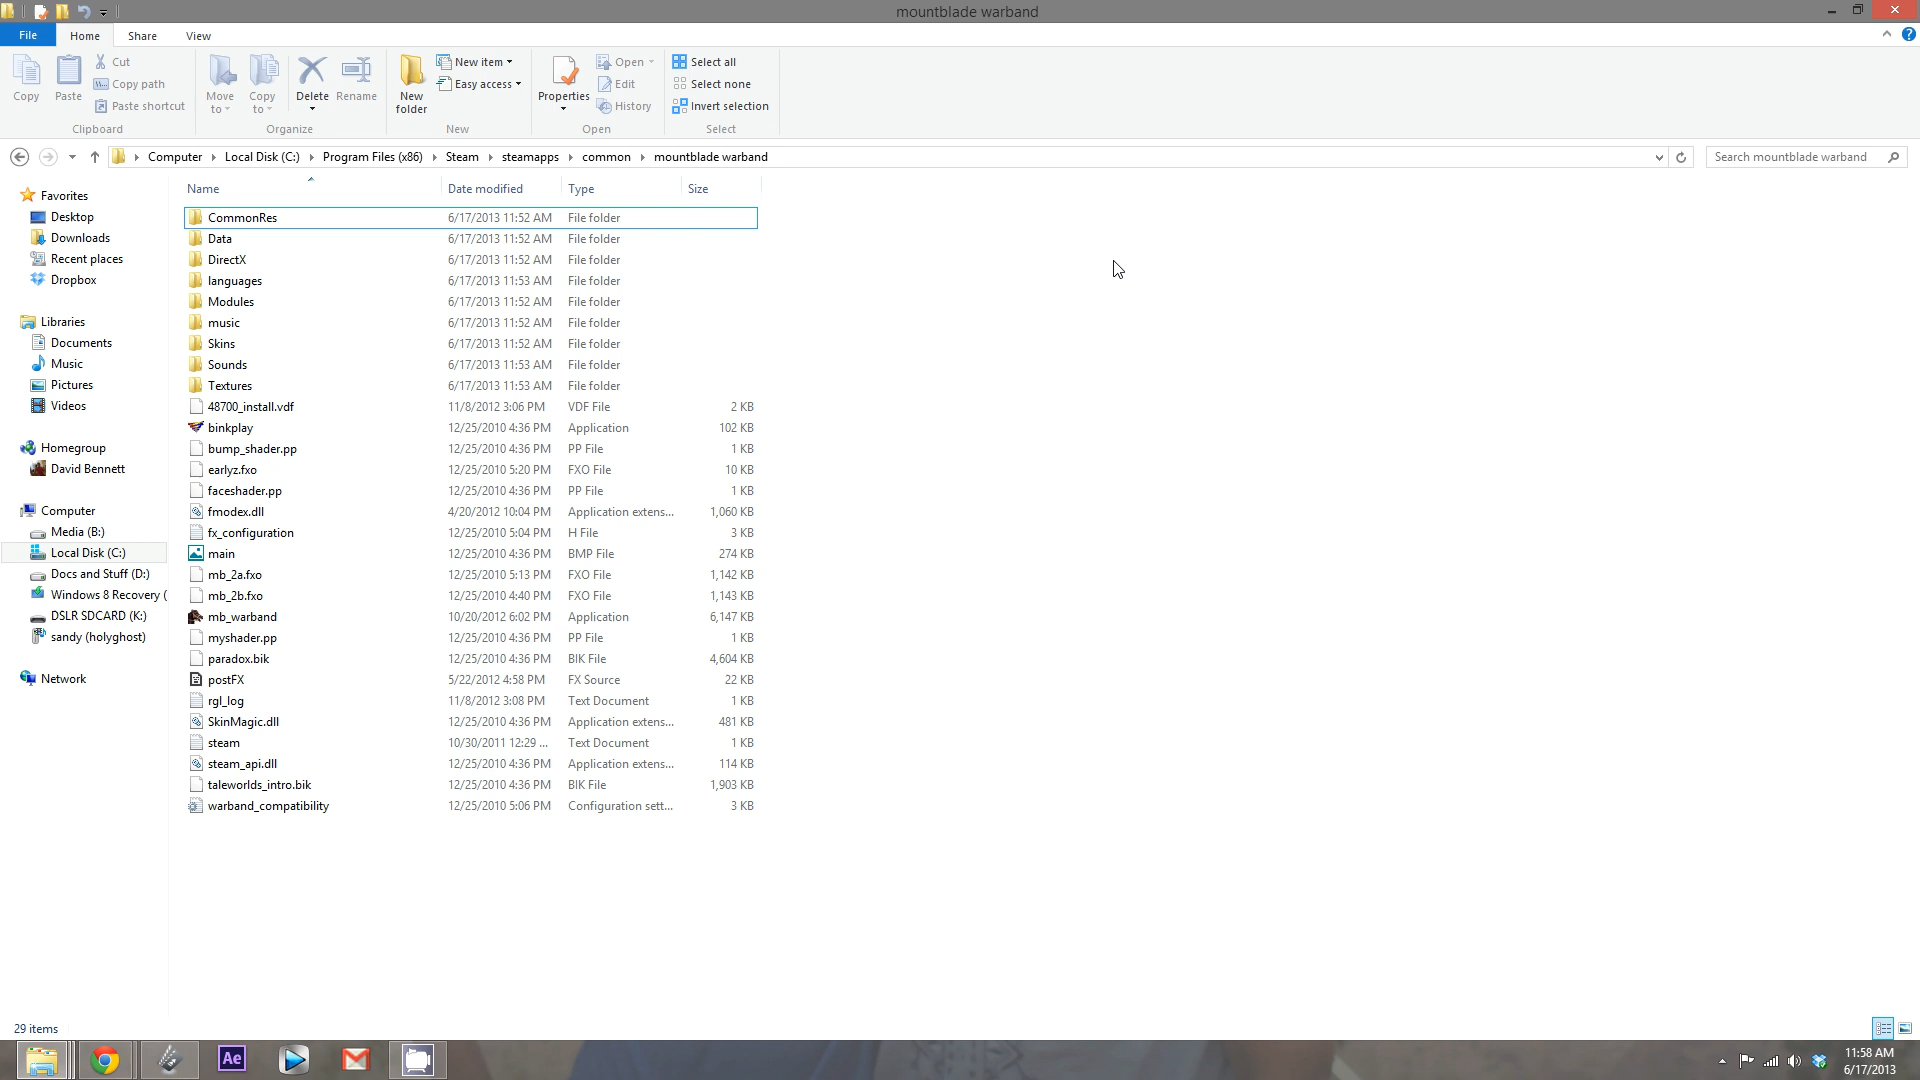 mountblade warband
File Home Share View
Copy
Paste
Cut
Copy path
Paste shortcut
Clipboard
Move to
Copy to
Delete
Rename
Organize
New folder
New item
Easy access
New
Properties
Open
Edit
History
Open
Select all
Select none
Invert selection
Select
Computer Local Disk (C:) Program Files (x86) Steam steamapps common mountblade warband
Search mountblade warband
Favorites
Desktop
Downloads
Recent places
Dropbox
Libraries
Documents
Music
Pictures
Videos
Homegroup
David Bennett
Computer
Media (B:)
Local Disk (C:)
Docs and Stuff (D:)
Windows 8 Recovery (
DSLR SDCARD (K:)
sandy (holyghost)
Network
Name Date modified Type Size
CommonRes 6/17/2013 11:52 AM File folder
Data 6/17/2013 11:52 AM File folder
DirectX 6/17/2013 11:52 AM File folder
languages 6/17/2013 11:53 AM File folder
Modules 6/17/2013 11:52 AM File folder
music 6/17/2013 11:52 AM File folder
Skins 6/17/2013 11:52 AM File folder
Sounds 6/17/2013 11:53 AM File folder
Textures 6/17/2013 11:53 AM File folder
48700_install.vdf 11/8/2012 3:06 PM VDF File 2 KB
binkplay 12/25/2010 4:36 PM Application 102 KB
bump_shader.pp 12/25/2010 4:36 PM PP File 1 KB
earlyz.fxo 12/25/2010 5:20 PM FXO File 10 KB
faceshader.pp 12/25/2010 4:36 PM PP File 1 KB
fmodex.dll 4/20/2012 10:04 PM Application extens... 1,060 KB
fx_configuration 12/25/2010 5:04 PM H File 3 KB
main 12/25/2010 4:36 PM BMP File 274 KB
mb_2a.fxo 12/25/2010 5:13 PM FXO File 1,142 KB
mb_2b.fxo 12/25/2010 4:40 PM FXO File 1,143 KB
mb_warband 10/20/2012 6:02 PM Application 6,147 KB
myshader.pp 12/25/2010 4:36 PM PP File 1 KB
paradox.bik 12/25/2010 4:36 PM BIK File 4,604 KB
postFX 5/22/2012 4:58 PM FX Source 22 KB
rgl_log 11/8/2012 3:08 PM Text Document 1 KB
SkinMagic.dll 12/25/2010 4:36 PM Application extens... 481 KB
steam 10/30/2011 12:29 ... Text Document 1 KB
steam_api.dll 12/25/2010 4:36 PM Application extens... 114 KB
taleworlds_intro.bik 12/25/2010 4:36 PM BIK File 1,903 KB
warband_compatibility 12/25/2010 5:06 PM Configuration sett... 3 KB
29 items
Ae
11:58 AM
6/17/2013